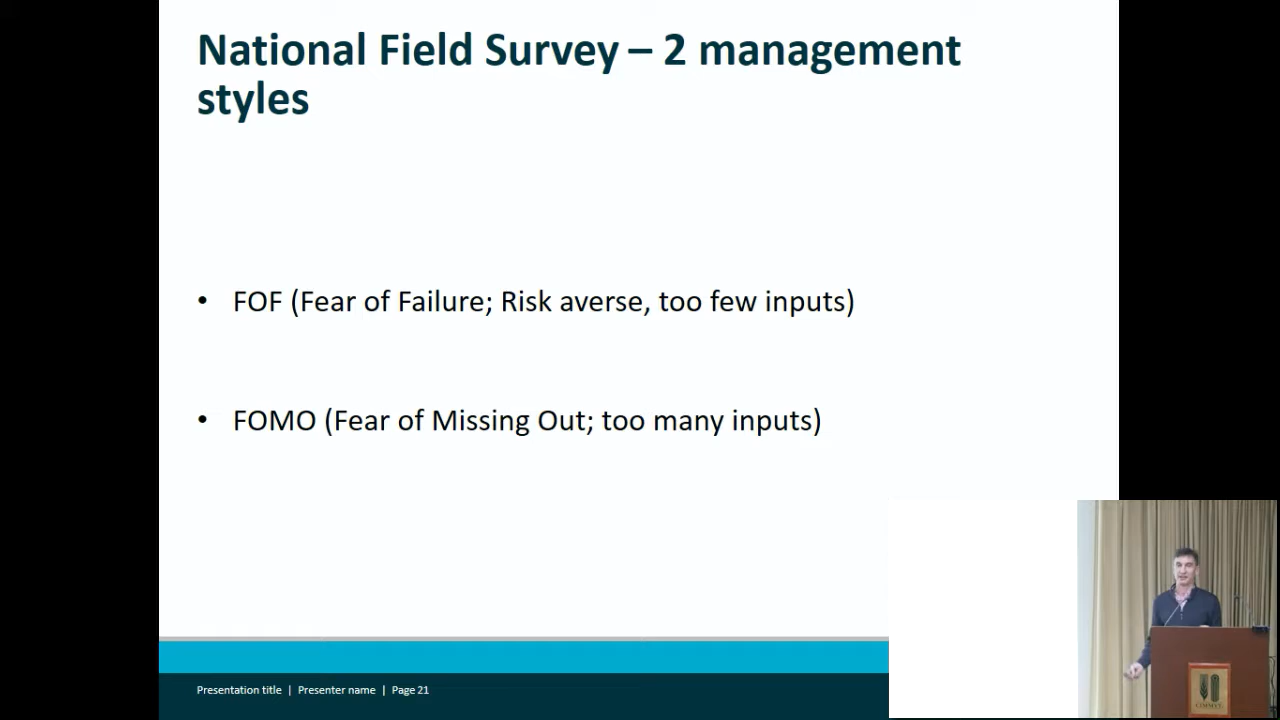 National Field Survey – 2 management
styles
• FOF (Fear of Failure; Risk averse, too few inputs)
• FOMO (Fear of Missing Out; too many inputs)
Presentation title | Presenter name | Page 21
CIMMYT